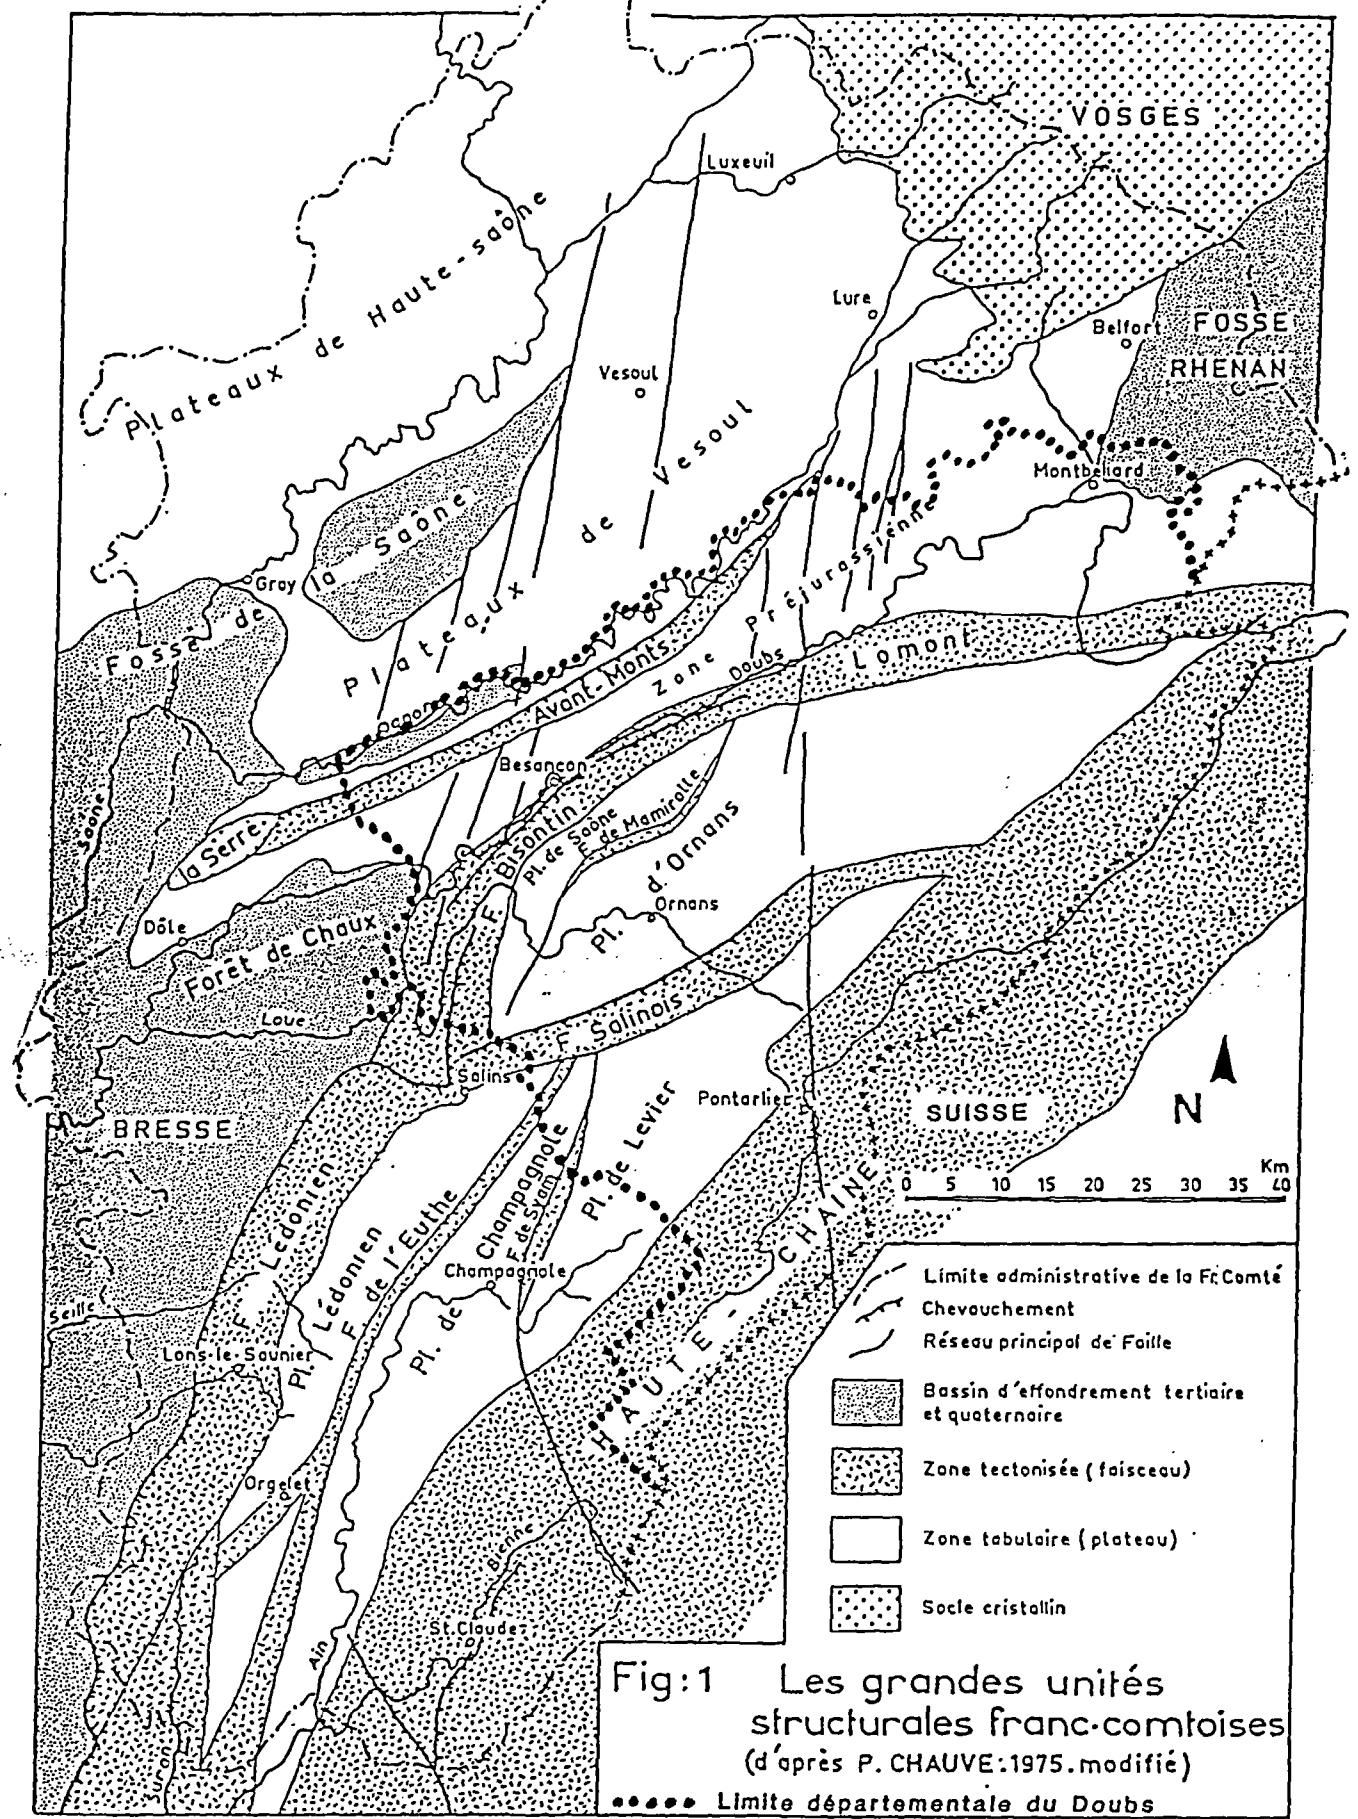 VOSGES
Luxeuil
Plateaux de Haute-saône
Lure
Belfort
FOSSE
RHENAN
Vesoul
Montbéliard
Plateaux de Vesoul
Gray
Fossé de la Saône
Zone Préjurassienne
Lomont
Doubs
Avant-Monts
Ognon
Besançon
F. Bisontin
Pl. de Saône
F. de Mamirolle
Pl. d'Ornans
Ornans
Saône
la Serre
Dôle
Forêt de Chaux
Loue
F. Salinois
Salins
Pontarlier
SUISSE
N
BRESSE
Pl. de Levier
Km
0 5 10 15 20 25 30 35 40
F. Lédonien
Pl. Lédonien
F. de l'Euthe
Pl. de Champagnole
F. de Syam
Champagnole
HAUTE-CHAINE
Seille
Lons-le-Saunier
Orgelet
Bienne
St.Claude
Ain
Suran
Limite administrative de la Fr.Comté
Chevauchement
Réseau principal de Faille
Bassin d'effondrement tertiaire
et quaternaire
Zone tectonisée (faisceau)
Zone tabulaire (plateau)
Socle cristallin
Fig:1 Les grandes unités
structurales franc-comtoises
(d'après P. CHAUVE:1975.modifié)
Limite départementale du Doubs